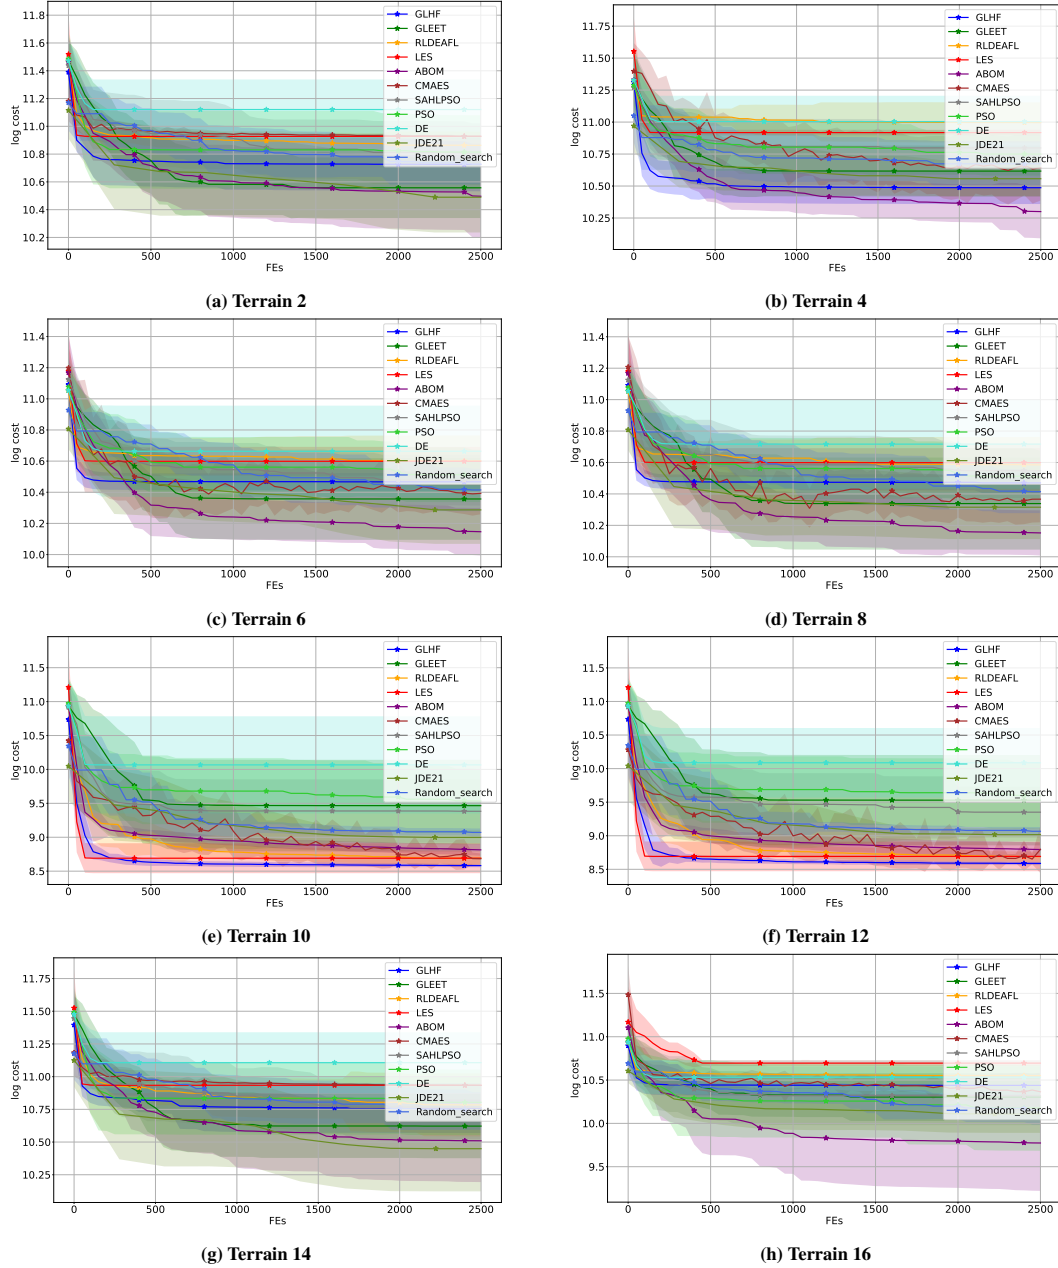 11.8
11.6
11.4
11.2
11.0
10.8
10.6
10.4
10.2
log cost
0
500
1000
1500
2000
2500
FEs
GLHF
GLEET
RLDEAFL
LES
ABOM
CMAES
SAHLPSO
PSO
DE
JDE21
Random_search
(a) Terrain 2
11.75
11.50
11.25
11.00
10.75
10.50
10.25
log cost
0
500
1000
1500
2000
2500
FEs
GLHF
GLEET
RLDEAFL
LES
ABOM
CMAES
SAHLPSO
PSO
DE
JDE21
Random_search
(b) Terrain 4
11.4
11.2
11.0
10.8
10.6
10.4
10.2
10.0
log cost
0
500
1000
1500
2000
2500
FEs
GLHF
GLEET
RLDEAFL
LES
ABOM
CMAES
SAHLPSO
PSO
DE
JDE21
Random_search
(c) Terrain 6
11.4
11.2
11.0
10.8
10.6
10.4
10.2
10.0
log cost
0
500
1000
1500
2000
2500
FEs
GLHF
GLEET
RLDEAFL
LES
ABOM
CMAES
SAHLPSO
PSO
DE
JDE21
Random_search
(d) Terrain 8
11.5
11.0
10.5
10.0
9.5
9.0
8.5
log cost
0
500
1000
1500
2000
2500
FEs
GLHF
GLEET
RLDEAFL
LES
ABOM
CMAES
SAHLPSO
PSO
DE
JDE21
Random_search
(e) Terrain 10
11.5
11.0
10.5
10.0
9.5
9.0
8.5
log cost
0
500
1000
1500
2000
2500
FEs
GLHF
GLEET
RLDEAFL
LES
ABOM
CMAES
SAHLPSO
PSO
DE
JDE21
Random_search
(f) Terrain 12
11.75
11.50
11.25
11.00
10.75
10.50
10.25
log cost
0
500
1000
1500
2000
2500
FEs
GLHF
GLEET
RLDEAFL
LES
ABOM
CMAES
SAHLPSO
PSO
DE
JDE21
Random_search
(g) Terrain 14
11.5
11.0
10.5
10.0
9.5
log cost
0
500
1000
1500
2000
2500
FEs
GLHF
GLEET
RLDEAFL
LES
ABOM
CMAES
SAHLPSO
PSO
DE
JDE21
Random_search
(h) Terrain 16